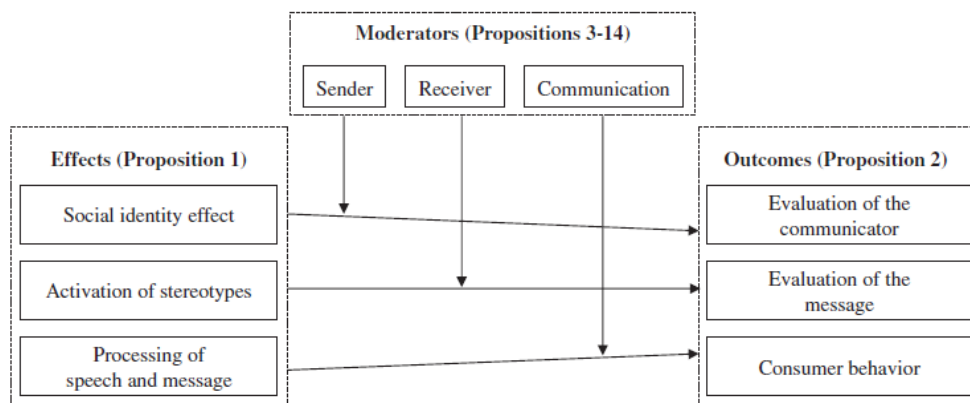 Moderators (Propositions 3-14)
Sender
Receiver
Communication
Effects (Proposition 1)
Social identity effect
Activation of stereotypes
Processing of
speech and message
Outcomes (Proposition 2)
Evaluation of the
communicator
Evaluation of the
message
Consumer behavior